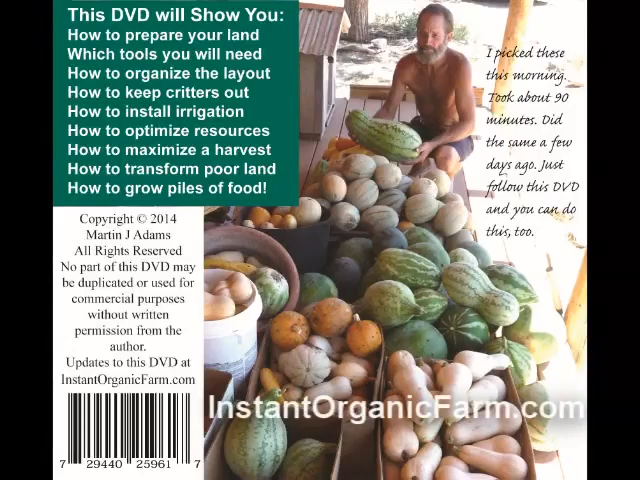 This DVD will Show You:
How to prepare your land
Which tools you will need
How to organize the layout
How to keep critters out
How to install irrigation
How to optimize resources
How to maximize a harvest
How to transform poor land
How to grow piles of food!
I picked these
this morning.
Took about 90
minutes. Did
the same a few
days ago. Just
follow this DVD
and you can do
this, too.
Copyright © 2014
Martin J Adams
All Rights Reserved
No part of this DVD may
be duplicated or used for
commercial purposes
without written
permission from the
author.
Updates to this DVD at
InstantOrganicFarm.com
InstantOrganicFarm.com
7 29440 25961 7